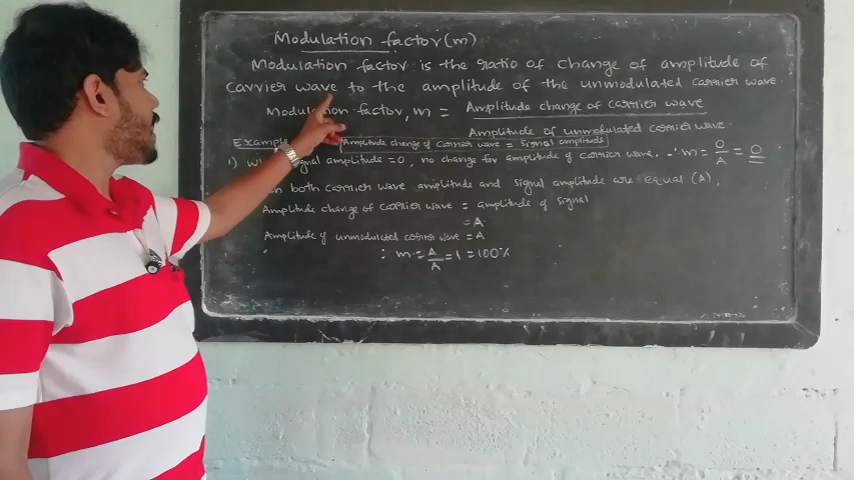 Modulation factor(m)
Modulation factor is the ratio of change of amplitude of
carrier wave to the amplitude of the unmodulated carrier wave
Modulation factor, m = Amplitude change of carrier wave
Amplitude of unmodulated carrier wave
Example
Amplitude change of carrier wave = signal amplitude
1) signal amplitude = 0, no change for amplitude of carrier wave. ∴ m = 0/A = 0
both carrier wave amplitude and signal amplitude are equal (A),
Amplitude change of carrier wave = amplitude of signal
= A
Amplitude of unmodulated carrier wave = A
∴ m = A/A = 1 = 100%